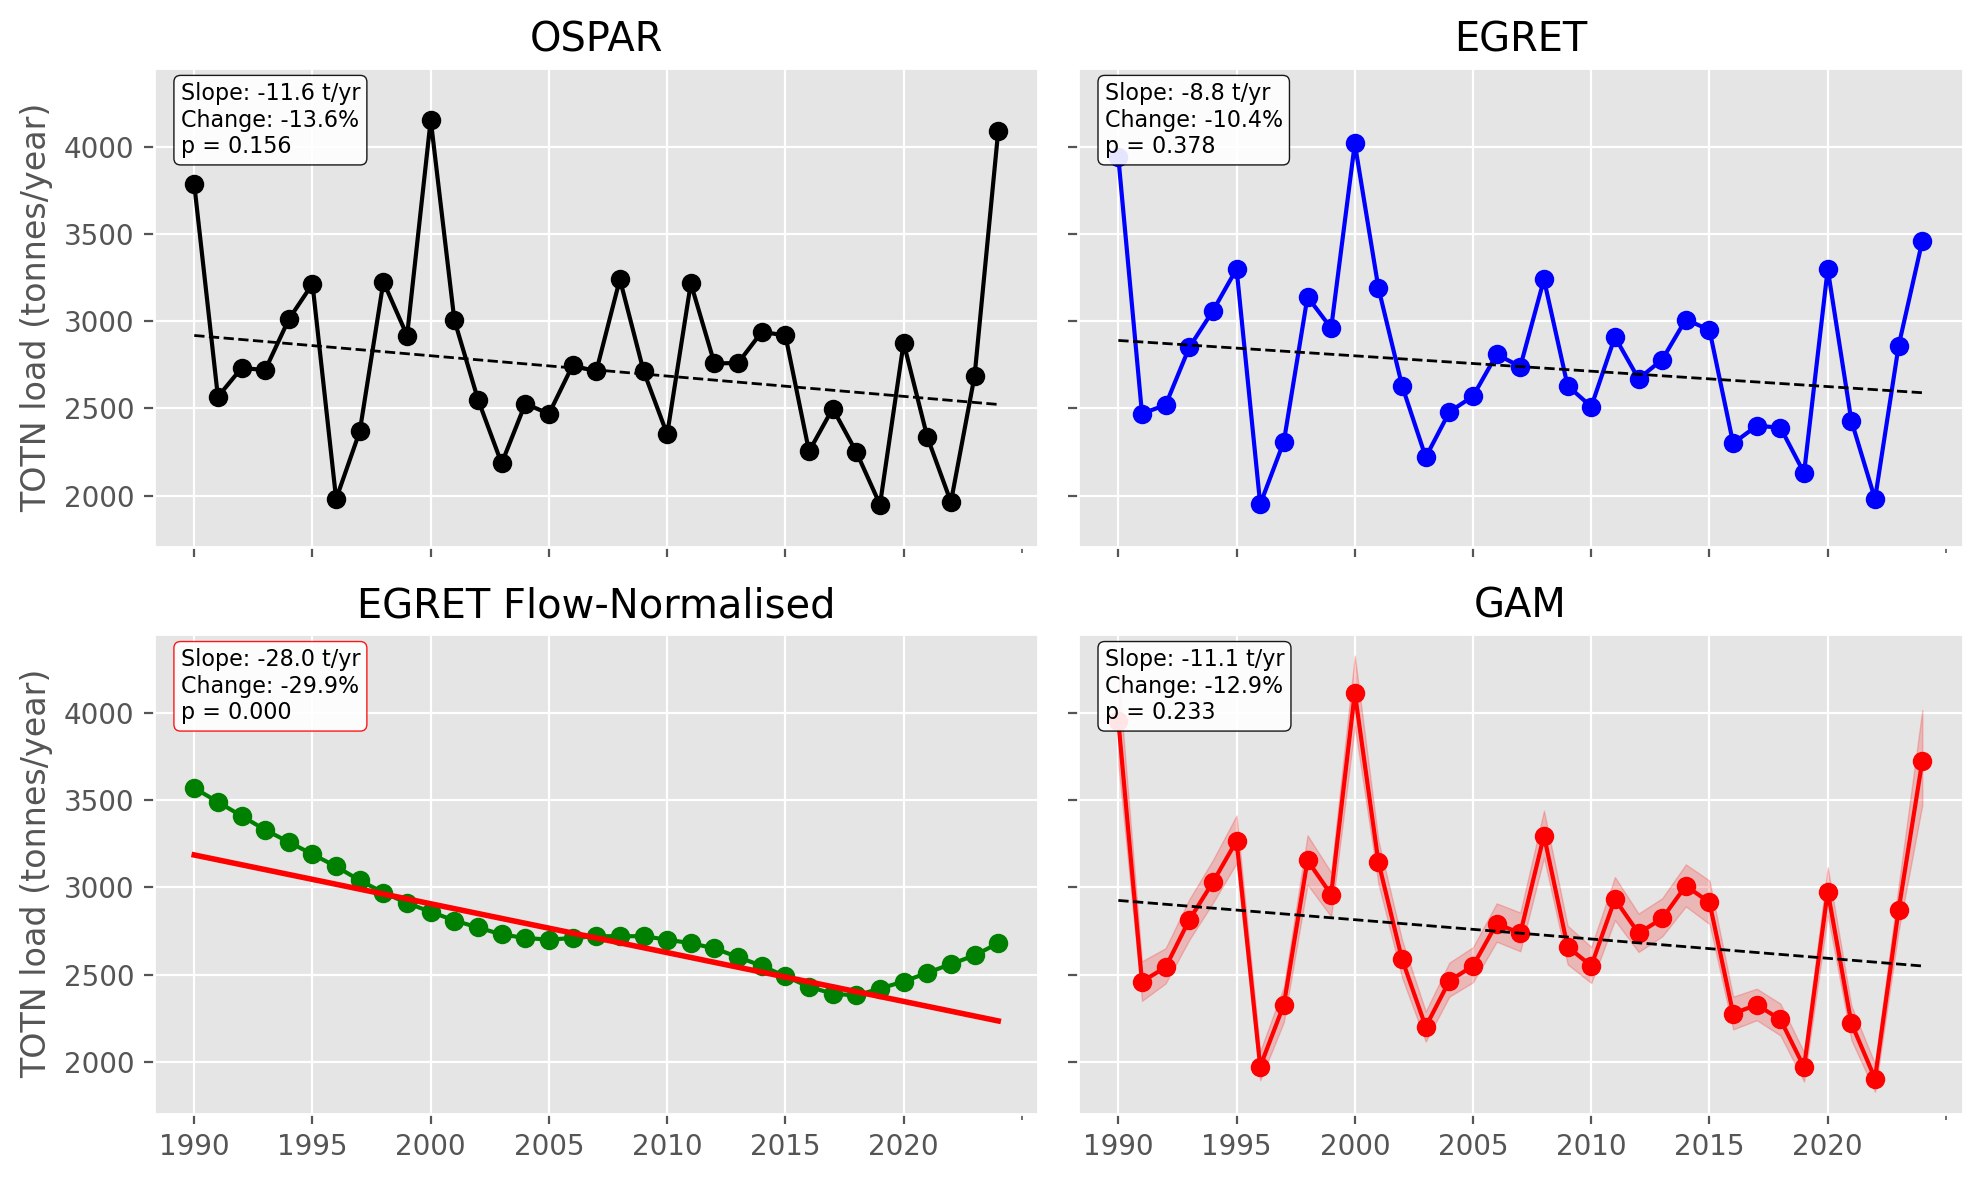 OSPAR
EGRET
Slope: -11.6 t/yr
Change: -13.6%
p = 0.156
Slope: -8.8 t/yr
Change: -10.4%
p = 0.378
TOTN load (tonnes/year)
4000
3500
3000
2500
2000
EGRET Flow-Normalised
GAM
Slope: -28.0 t/yr
Change: -29.9%
p = 0.000
Slope: -11.1 t/yr
Change: -12.9%
p = 0.233
TOTN load (tonnes/year)
4000
3500
3000
2500
2000
1990 1995 2000 2005 2010 2015 2020
1990 1995 2000 2005 2010 2015 2020